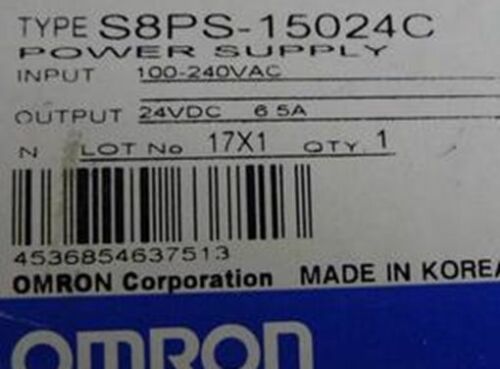 TYPE S8PS-15024C
POWER SUPPLY
INPUT 100-240VAC
OUTPUT 24VDC 6.5A
N LOT No 17X1 QTY. 1
4536854637513
OMRON Corporation MADE IN KOREA
OMRON